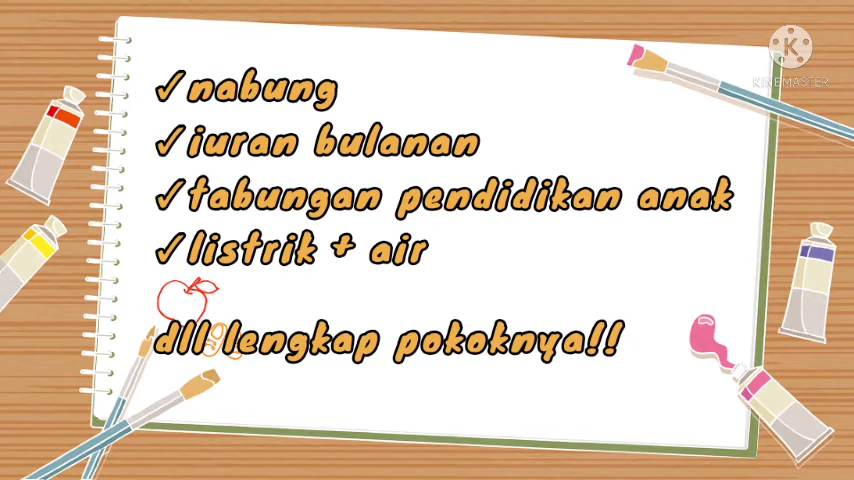 KINEMASTER
✓nabung
✓iuran bulanan
✓tabungan pendidikan anak
✓listrik + air
dll lengkap pokoknya!!